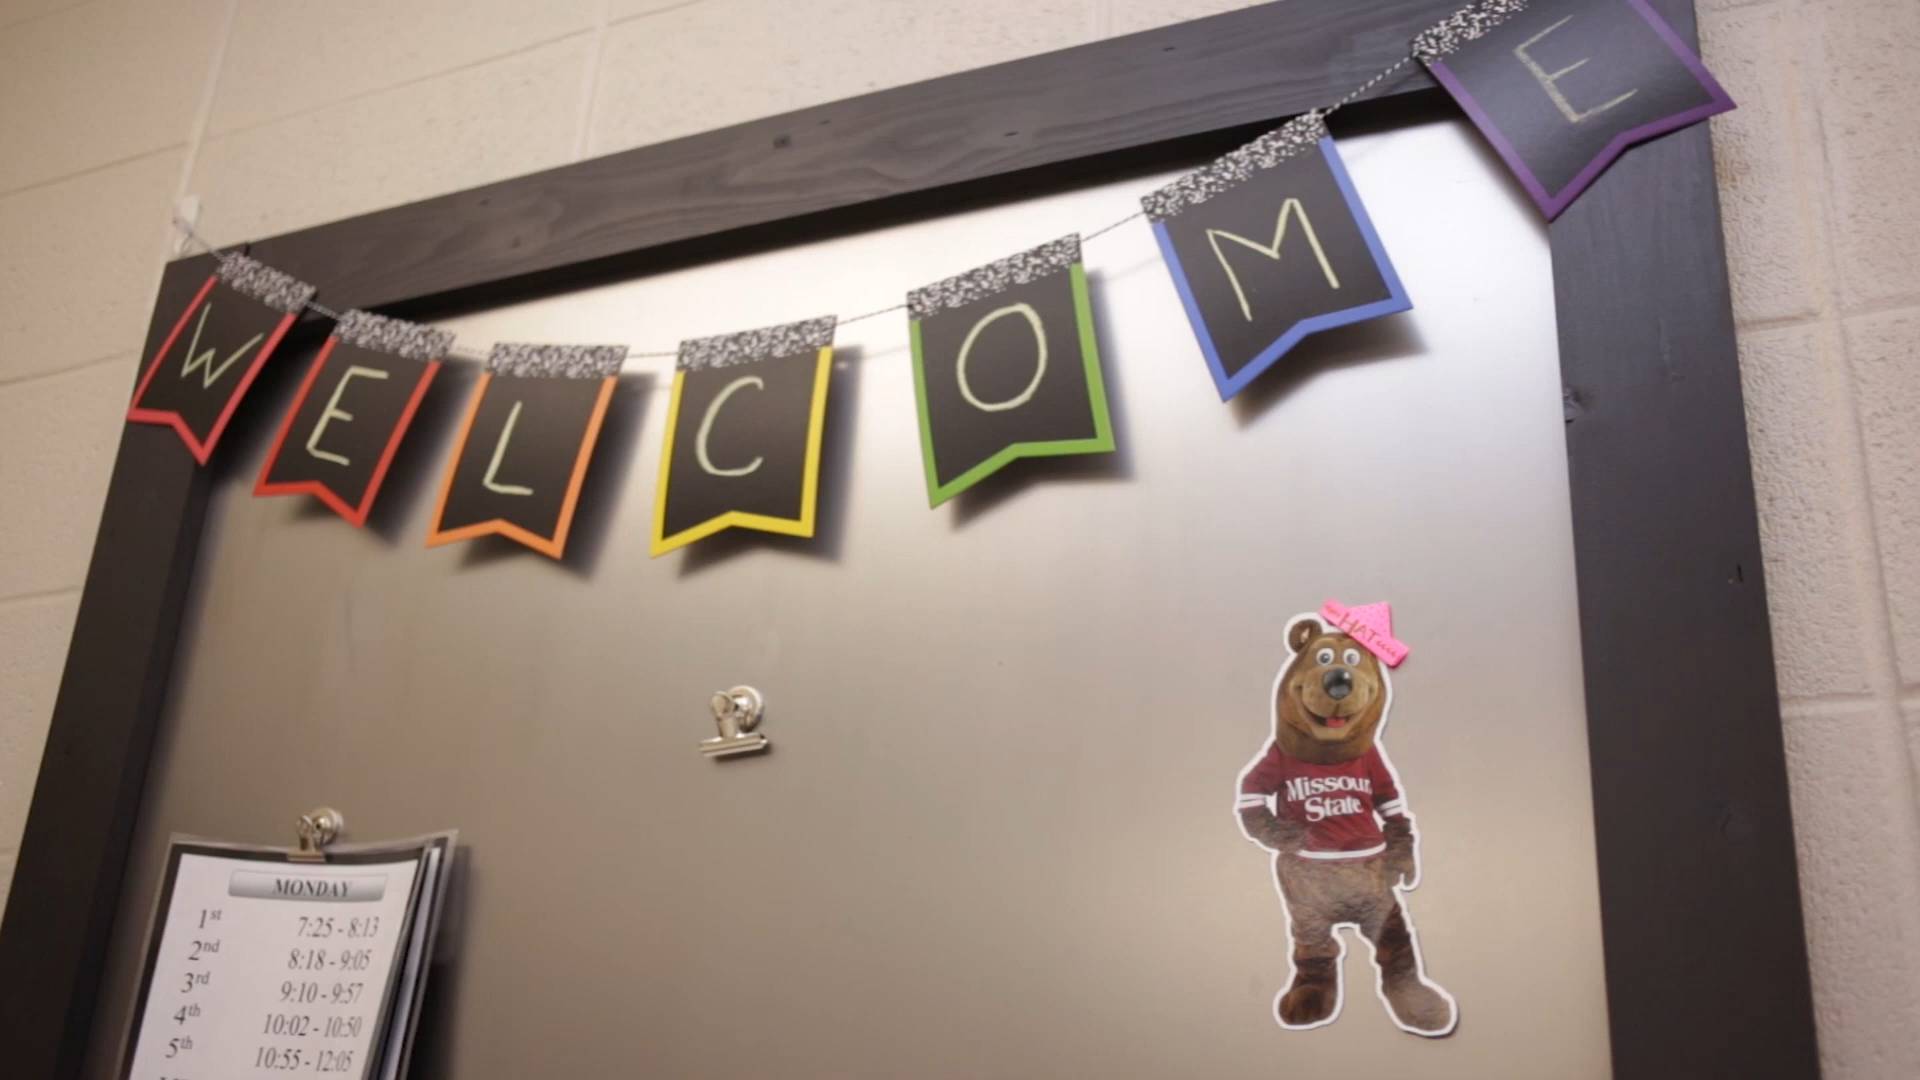 WELCOME
HAT
Missouri
State
MONDAY
1st 7:25 - 8:13
2nd 8:18 - 9:05
3rd 9:10 - 9:57
4th 10:02 - 10:50
5th 10:55 - 12:05